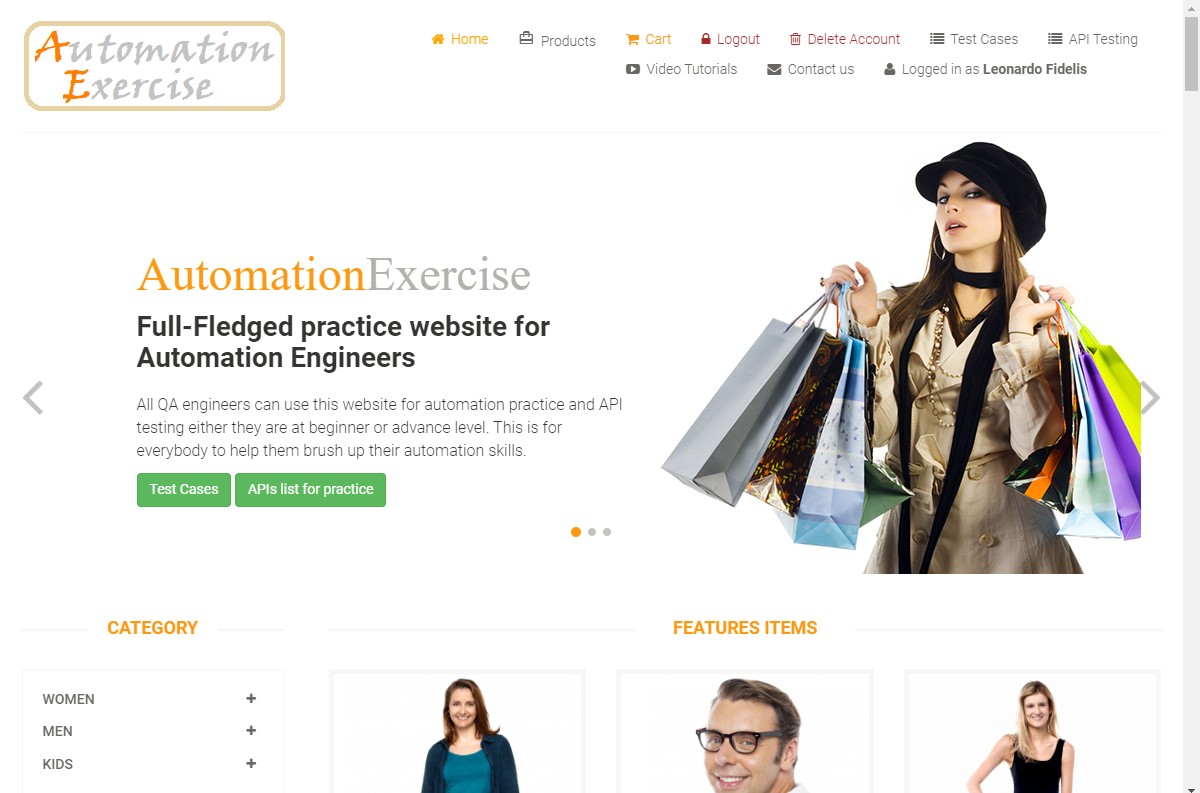 Automation
Exercise
Home Products Cart Logout Delete Account Test Cases API Testing
Video Tutorials Contact us Logged in as Leonardo Fidelis
AutomationExercise
Full-Fledged practice website for
Automation Engineers
All QA engineers can use this website for automation practice and API
testing either they are at beginner or advance level. This is for
everybody to help them brush up their automation skills.
Test Cases APIs list for practice
CATEGORY
WOMEN
MEN
KIDS
FEATURES ITEMS